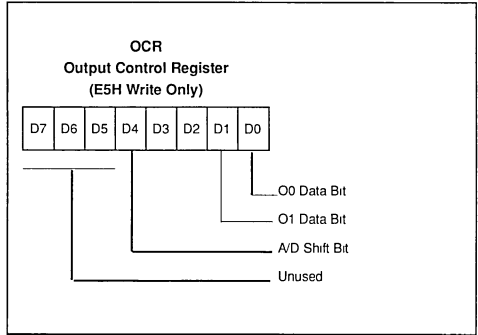 OCR
Output Control Register
(E5H Write Only)
D7 D6 D5 D4 D3 D2 D1 D0
O0 Data Bit
O1 Data Bit
A/D Shift Bit
Unused